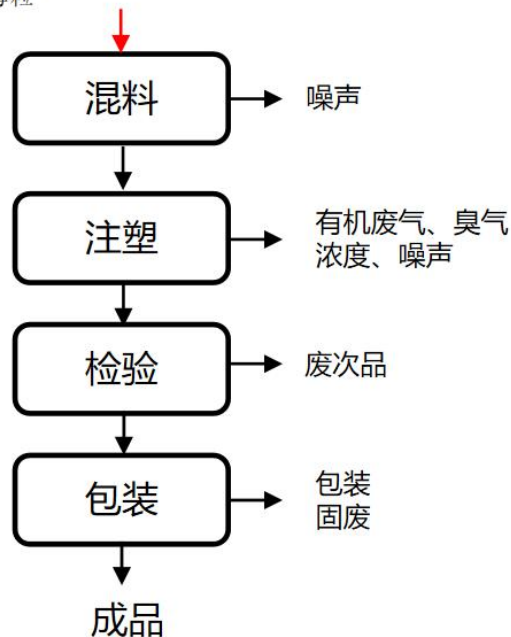 混料
噪声
注塑
有机废气、臭气
浓度、噪声
检验
废次品
包装
包装
固废
成品